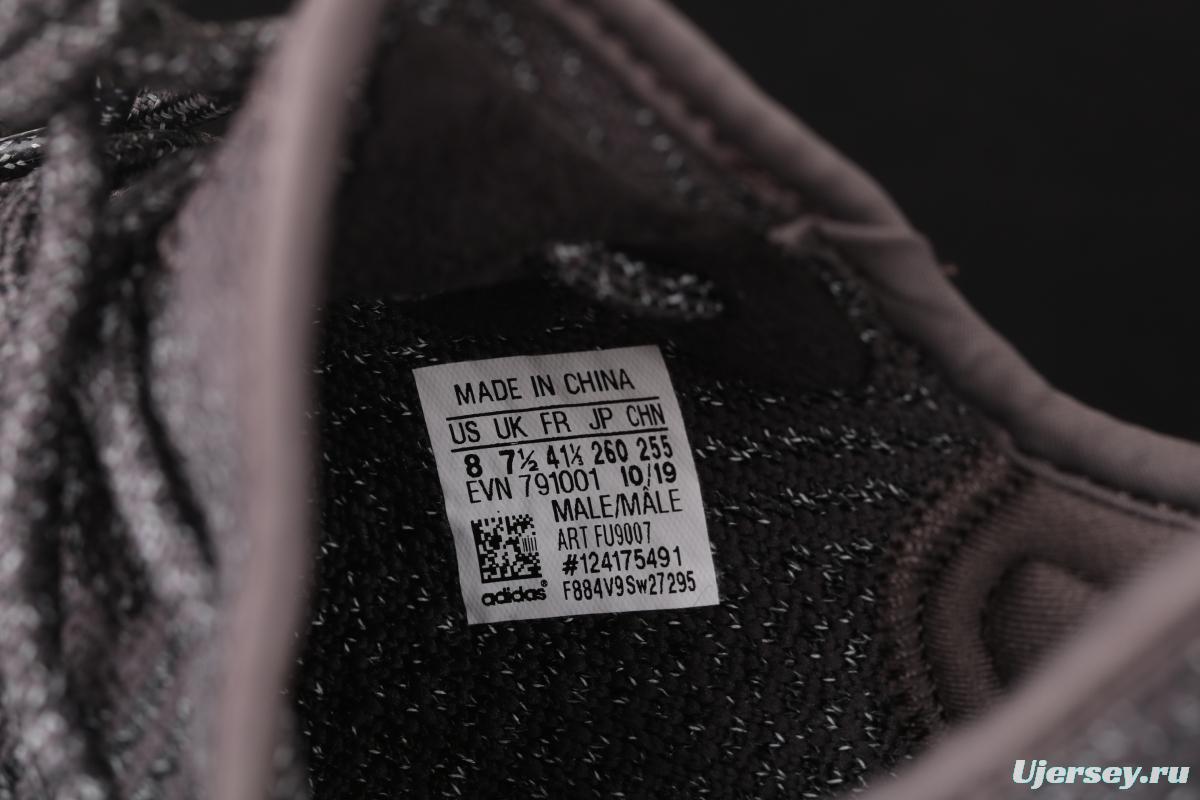 MADE IN CHINA
US UK FR JP CHN
8 7½ 41⅓ 260 255
EVN 791001 10/19
MALE/MÂLE
ART FU9007
#124175491
adidas® F884V9Sw27295
Ujersey.ru